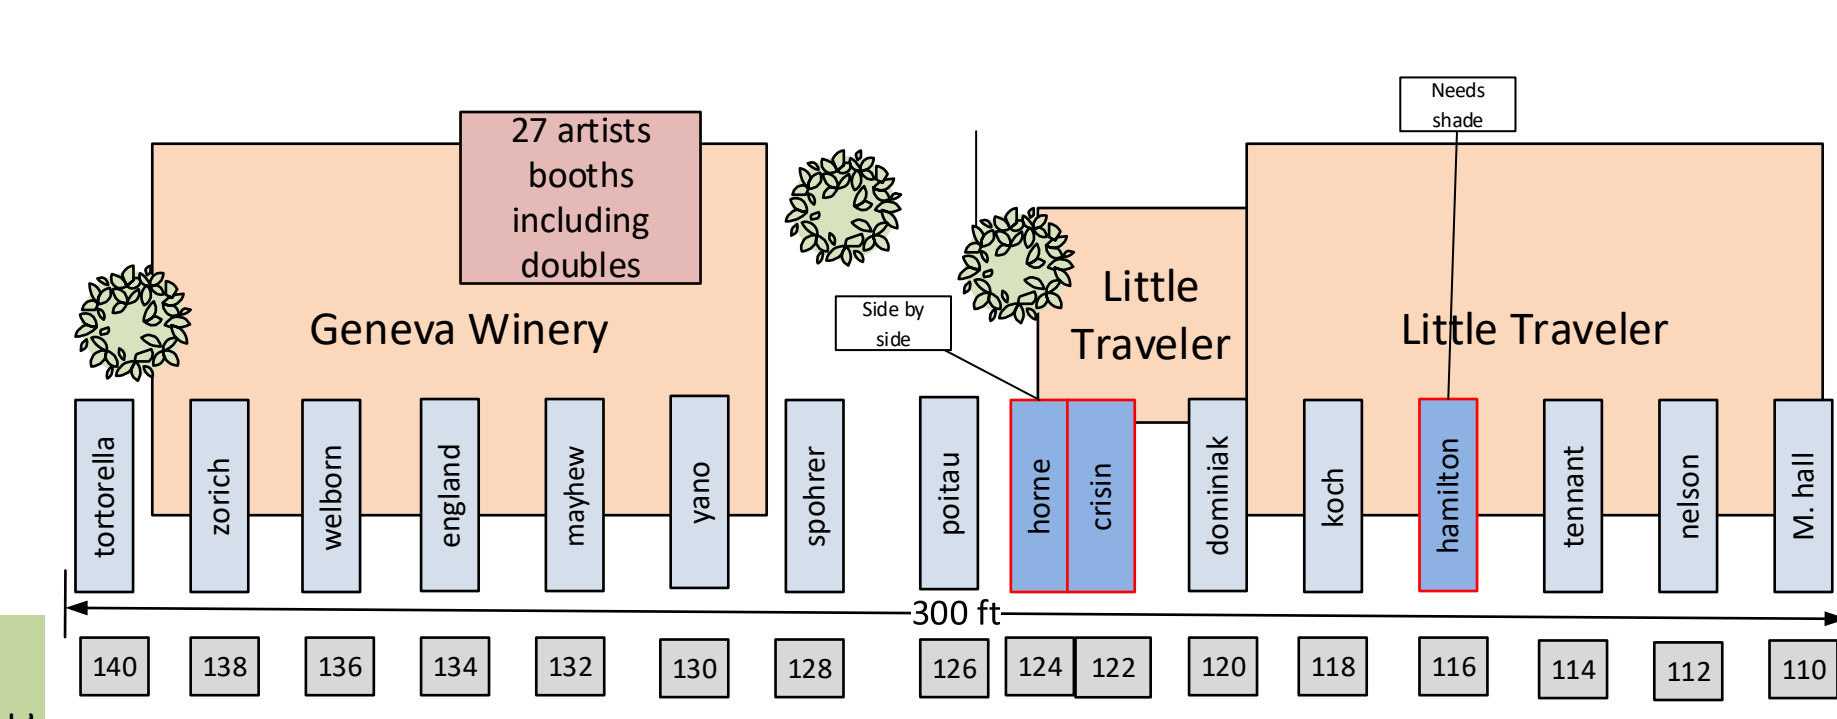 Needs
shade
27 artists
booths
including
doubles
Side by
side
Geneva Winery
Little
Traveler
Little Traveler
tortorella
zorich
welborn
england
mayhew
yano
spohrer
poitau
horne
crisin
dominiak
koch
hamilton
tennant
nelson
M. hall
300 ft
140
138
136
134
132
130
128
126
124
122
120
118
116
114
112
110